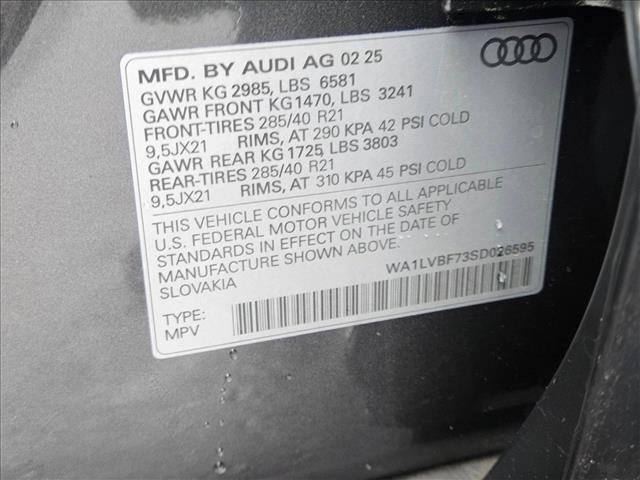 MFD. BY AUDI AG 02 25
GVWR KG 2985, LBS 6581
GAWR FRONT KG1470, LBS 3241
FRONT-TIRES 285/40 R21
9,5JX21 RIMS, AT 290 KPA 42 PSI COLD
GAWR REAR KG 1725 LBS 3803
REAR-TIRES 285/40 R21
9,5JX21 RIMS, AT 310 KPA 45 PSI COLD
THIS VEHICLE CONFORMS TO ALL APPLICABLE
U.S. FEDERAL MOTOR VEHICLE SAFETY
STANDARDS IN EFFECT ON THE DATE OF
MANUFACTURE SHOWN ABOVE.
SLOVAKIA
WA1LVBF73SD026595
TYPE:
MPV